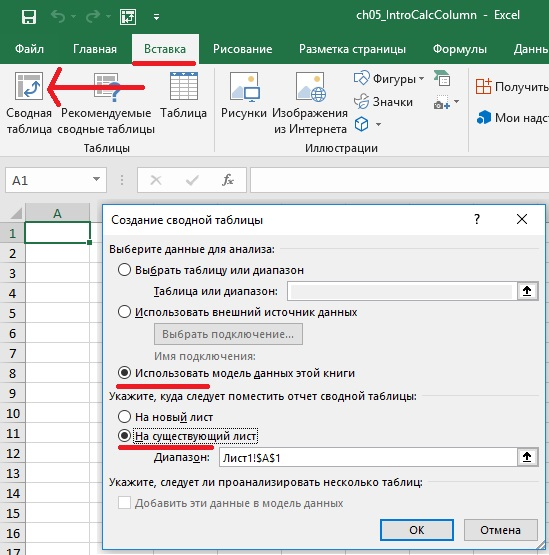 ch05_IntroCalcColumn - Excel
Файл Главная Вставка Рисование Разметка страницы Формулы Данн
Сводная таблица
Рекомендуемые сводные таблицы
Таблица
Рисунки
Изображения из Интернета
Фигуры
Значки
Получить
Мои надст
Таблицы
Иллюстрации
A1
fx
A
1
2
3
4
5
6
7
8
9
10
11
12
13
14
15
16
17
Создание сводной таблицы ?
Выберите данные для анализа:
Выбрать таблицу или диапазон
Таблица или диапазон:
Использовать внешний источник данных
Выбрать подключение...
Имя подключения:
Использовать модель данных этой книги
Укажите, куда следует поместить отчет сводной таблицы:
На новый лист
На существующий лист
Диапазон: Лист1!$A$1
Укажите, следует ли проанализировать несколько таблиц:
Добавить эти данные в модель данных
OK Отмена